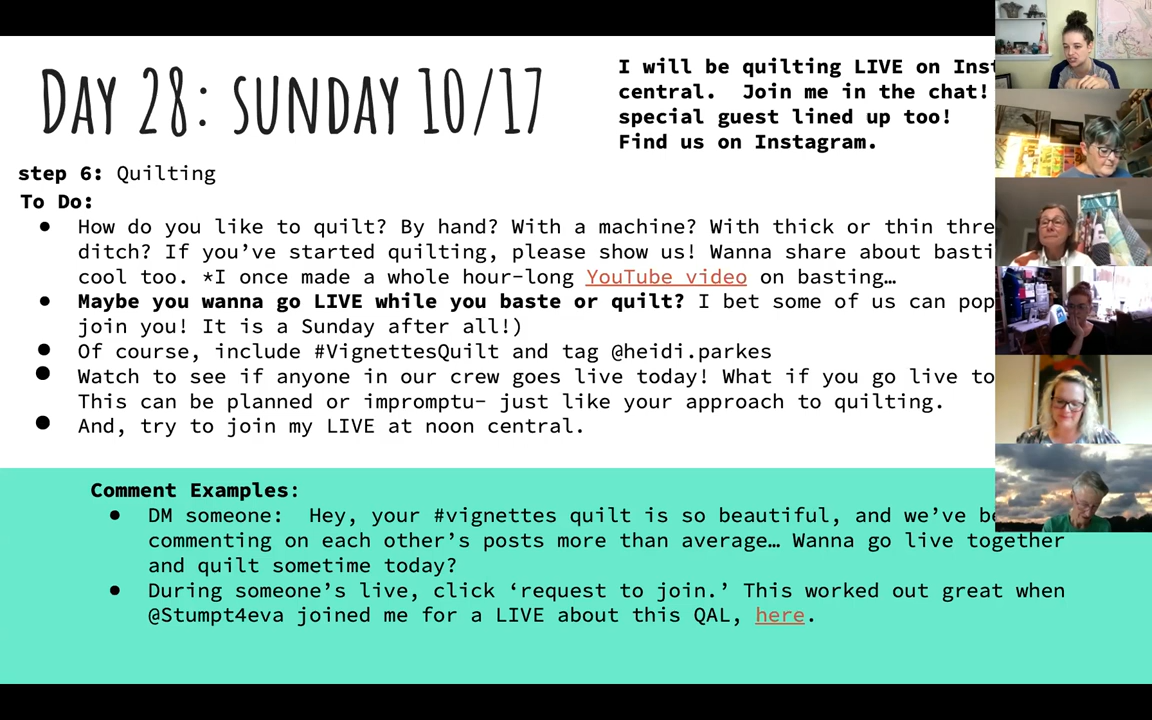 Day 28: Sunday 10/17
I will be quilting LIVE on
central. Join me in the chat!
special guest lined up too!
Find us on Instagram.
step 6: Quilting
To Do:
● How do you like to quilt? By hand? With a machine? With thick or thin
ditch? If you’ve started quilting, please show us! Wanna share about
cool too. *I once made a whole hour-long YouTube video on basting…
● Maybe you wanna go LIVE while you baste or quilt? I bet some of us can pop
join you! It is a Sunday after all!)
● Of course, include #VignettesQuilt and tag @heidi.parkes
● Watch to see if anyone in our crew goes live today! What if you go live
This can be planned or impromptu- just like your approach to quilting.
● And, try to join my LIVE at noon central.
Comment Examples:
● DM someone: Hey, your #vignettes quilt is so beautiful, and we’ve
commenting on each other’s posts more than average… Wanna go live together
and quilt sometime today?
● During someone’s live, click ‘request to join.’ This worked out great when
@Stumpt4eva joined me for a LIVE about this QAL, here.